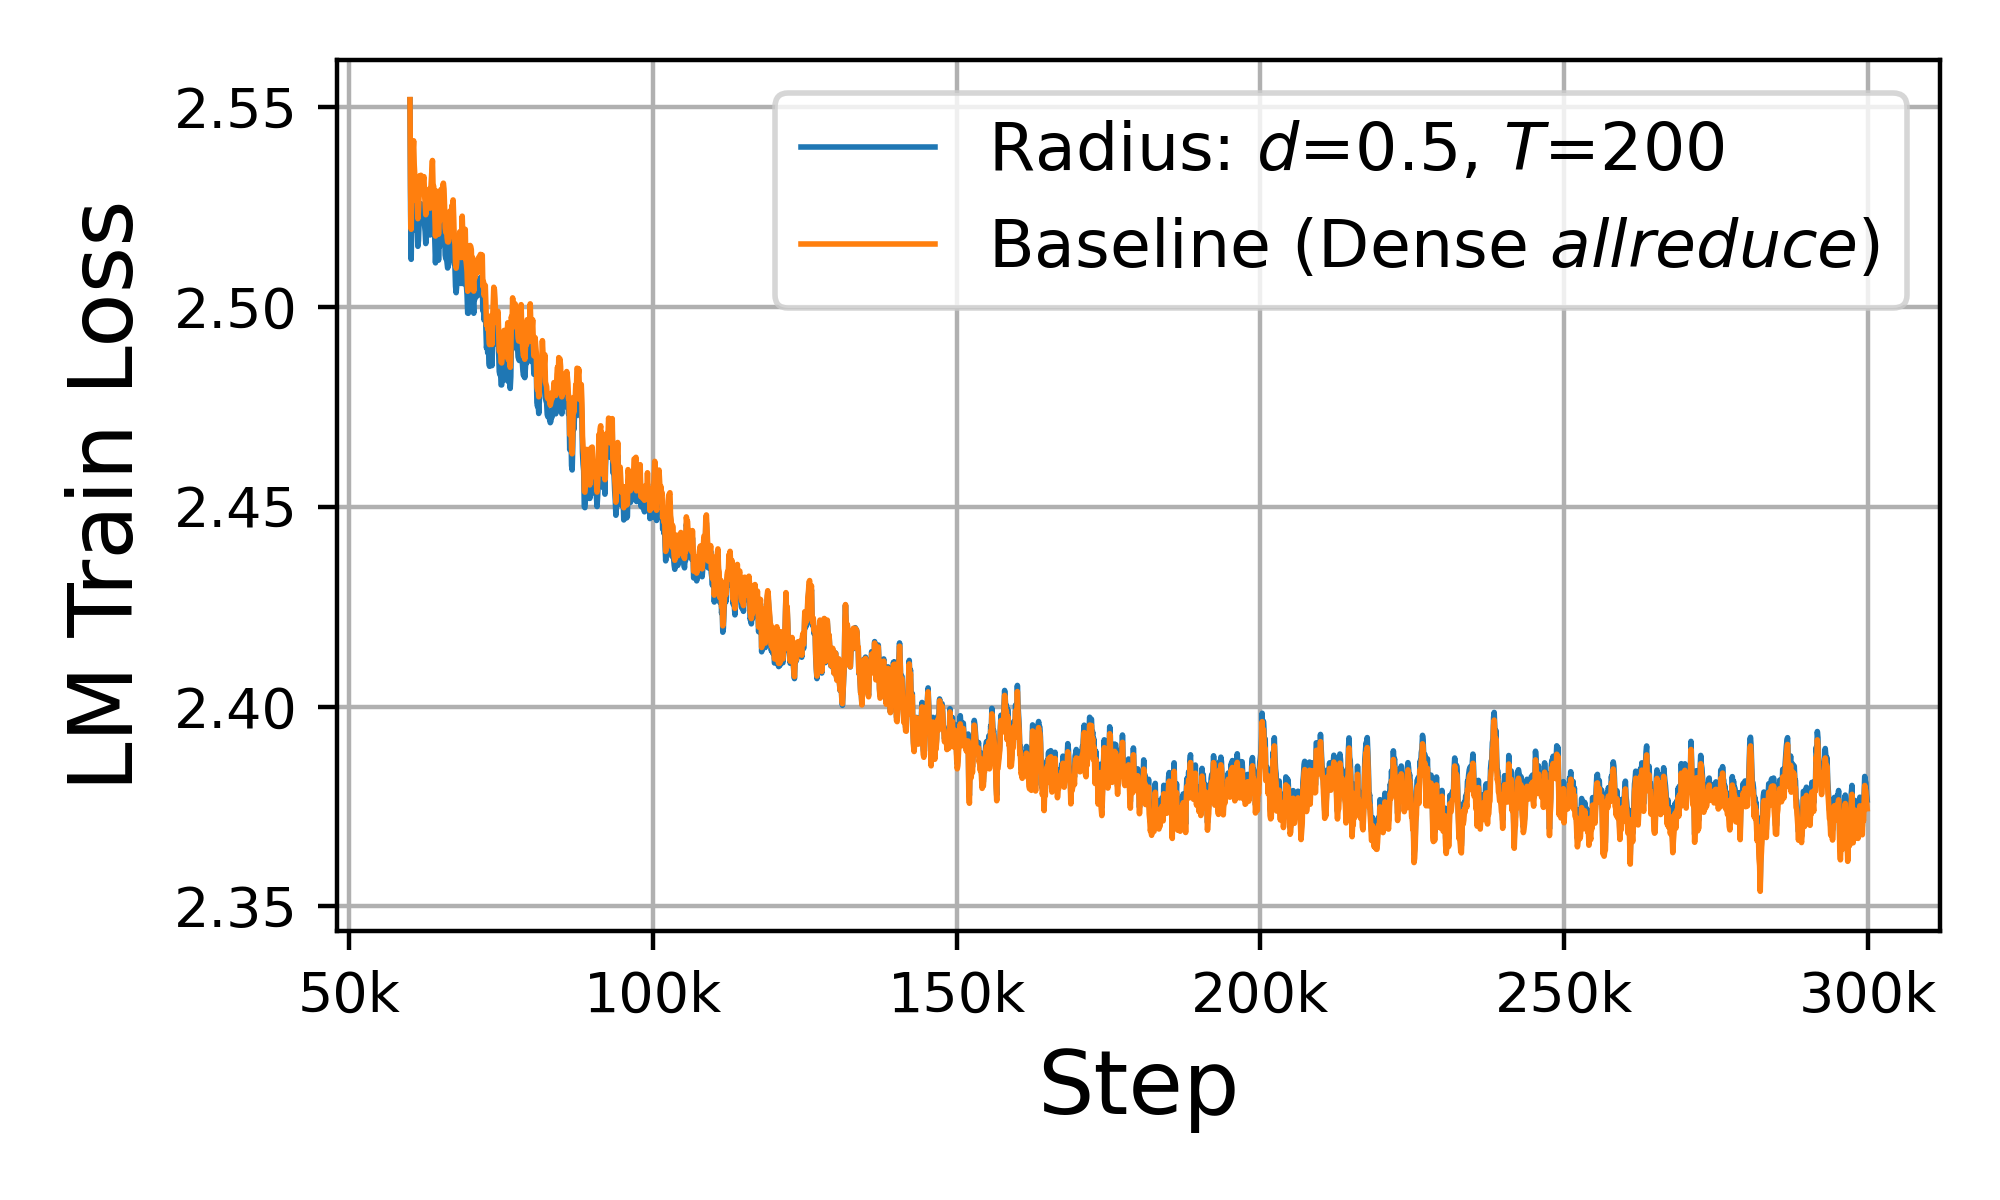 Radius: d=0.5, T=200
Baseline (Dense allreduce)
LM Train Loss
2.55
2.50
2.45
2.40
2.35
50k 100k 150k 200k 250k 300k
Step